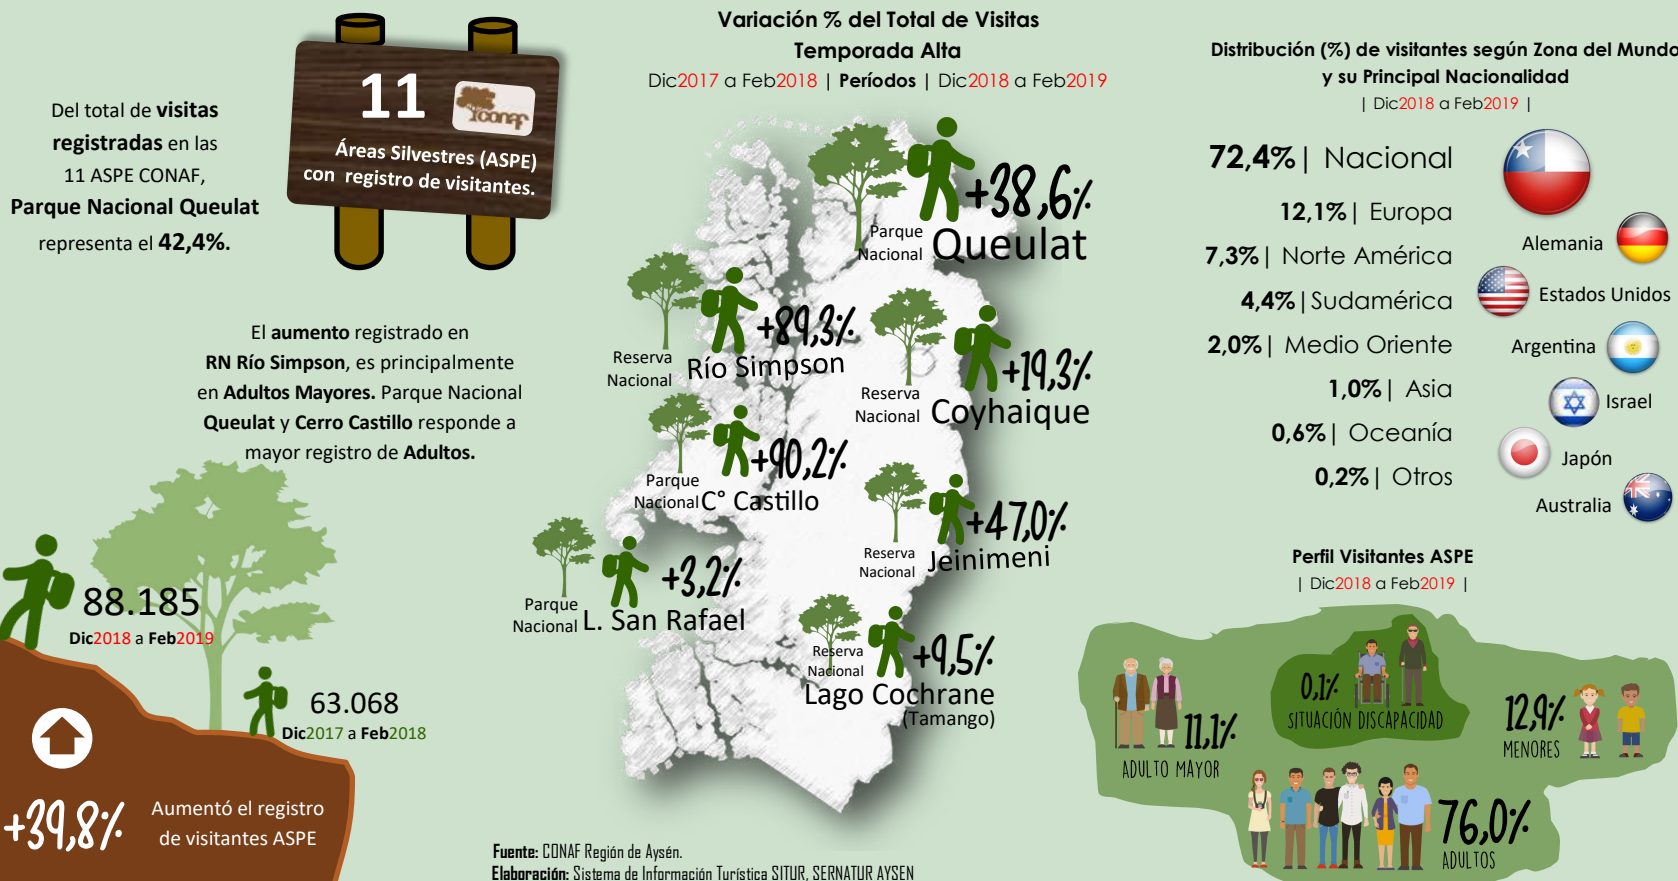 Del total de visitas
registradas en las
11 ASPE CONAF,
Parque Nacional Queulat
representa el 42,4%.
11
conaf
Áreas Silvestres (ASPE)
con registro de visitantes.
El aumento registrado en
RN Río Simpson, es principalmente
en Adultos Mayores. Parque Nacional
Queulat y Cerro Castillo responde a
mayor registro de Adultos.
88.185
Dic2018 a Feb2019
63.068
Dic2017 a Feb2018
+39,8%
Aumentó el registro
de visitantes ASPE
Variación % del Total de Visitas
Temporada Alta
Dic2017 a Feb2018 | Períodos | Dic2018 a Feb2019
+38,6%
Parque
Nacional
Queulat
+89,3%
Reserva
Nacional
Río Simpson
+19,3%
Reserva
Nacional
Coyhaique
+90,2%
Parque
Nacional
C° Castillo
+47,0%
Reserva
Nacional
Jeinimeni
+3,2%
Parque
Nacional
L. San Rafael
+9,5%
Reserva
Nacional
Lago Cochrane
(Tamango)
Fuente: CONAF Región de Aysén.
Elaboración: Sistema de Información Turística SITUR, SERNATUR AYSEN
Distribución (%) de visitantes según Zona del Mundo
y su Principal Nacionalidad
| Dic2018 a Feb2019 |
72,4%| Nacional
12,1%| Europa
7,3%| Norte América
4,4%|Sudamérica
2,0%| Medio Oriente
1,0%| Asia
0,6%| Oceanía
0,2%| Otros
Alemania
Estados Unidos
Argentina
Israel
Japón
Australia
Perfil Visitantes ASPE
| Dic2018 a Feb2019 |
11,1%
ADULTO MAYOR
0,1%
SITUACIÓN DISCAPACIDAD
12,9%
MENORES
76,0%
ADULTOS